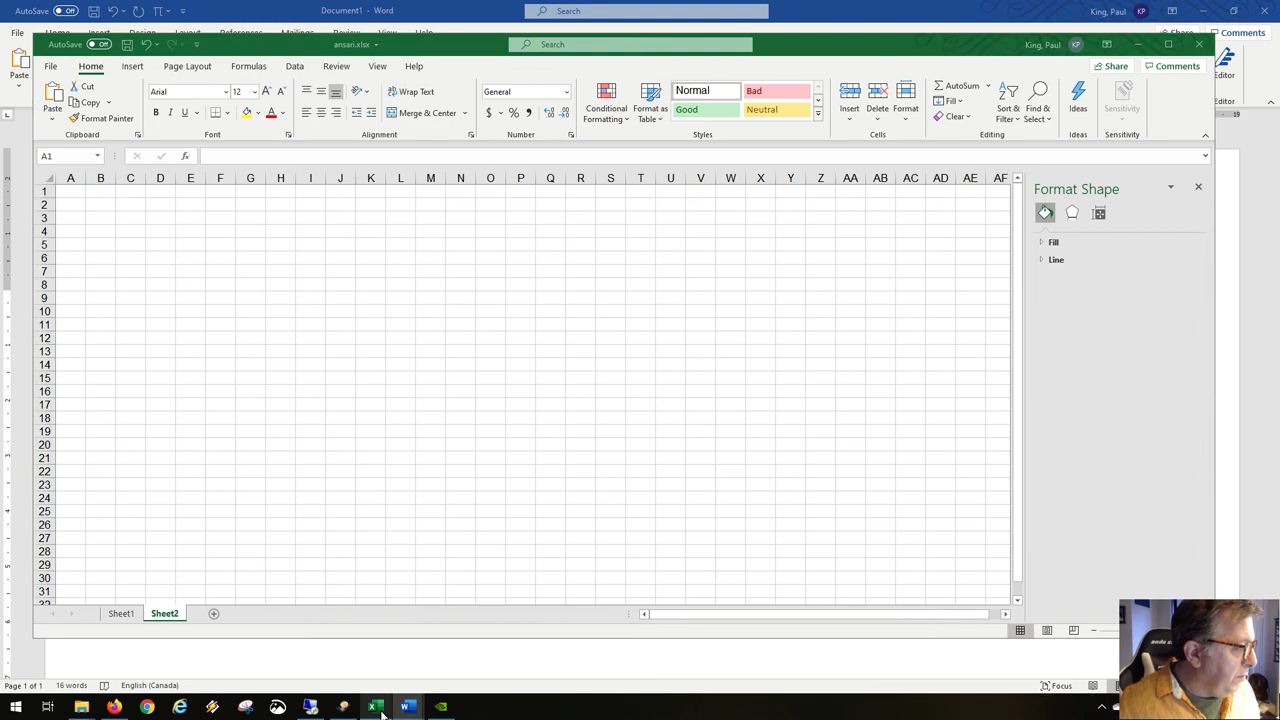 AutoSave Off Document1 - Word Search King, Paul KP
File Home Insert Draw Design Layout References Mailings Review View Help Share Comments
AutoSave Off ansari.xlsx Search King, Paul KP
File Home Insert Page Layout Formulas Data Review View Help Share Comments
Paste Cut Copy Format Painter Clipboard
Arial 12 B I U A A A Font
Wrap Text Merge & Center Alignment
General $ % , Number
Conditional Formatting Format as Table Normal Bad Good Neutral Styles
Insert Delete Format Cells
AutoSum Fill Clear Sort & Filter Find & Select Editing
Ideas Ideas
Sensitivity Sensitivity
Paste Editor Editor
A1 fx
19
A B C D E F G H I J K L M N O P Q R S T U V W X Y Z AA AB AC AD AE AF
1
2
3
4
5
6
7
8
9
10
11
12
13
14
15
16
17
18
19
20
21
22
23
24
25
26
27
28
29
30
31
32
Format Shape
Fill
Line
Sheet1 Sheet2
Page 1 of 1 16 words English (Canada) Focus